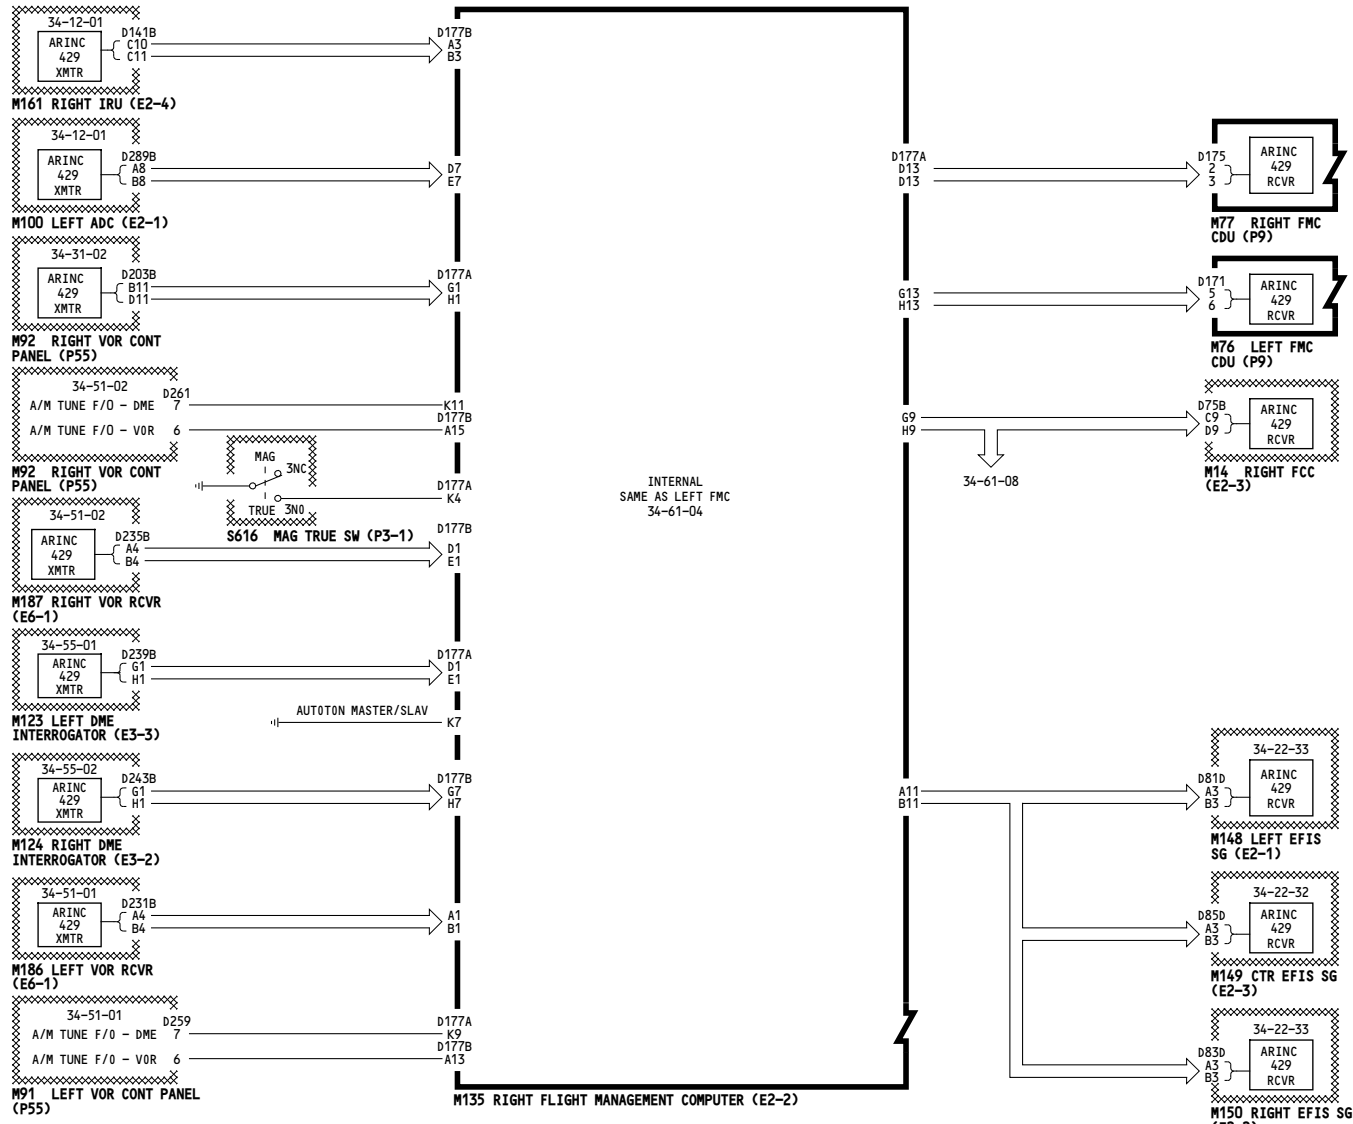 34-12-01
ARINC
429
XMTR
D141B
C10
C11
M161 RIGHT IRU (E2-4)
34-12-01
ARINC
429
XMTR
D289B
A8
B8
M100 LEFT ADC (E2-1)
34-31-02
ARINC
429
XMTR
D203B
B11
D11
M92 RIGHT VOR CONT
PANEL (P55)
34-51-02
D261
A/M TUNE F/O - DME 7
A/M TUNE F/O - VOR 6
M92 RIGHT VOR CONT
PANEL (P55)
MAG
3NC
TRUE 3NO
S616 MAG TRUE SW (P3-1)
34-51-02
ARINC
429
XMTR
D235B
A4
B4
M187 RIGHT VOR RCVR
(E6-1)
34-55-01
ARINC
429
XMTR
D239B
G1
H1
M123 LEFT DME
INTERROGATOR (E3-3)
AUTOTON MASTER/SLAV
34-55-02
ARINC
429
XMTR
D243B
G1
H1
M124 RIGHT DME
INTERROGATOR (E3-2)
34-51-01
ARINC
429
XMTR
D231B
A4
B4
M186 LEFT VOR RCVR
(E6-1)
34-51-01
D259
A/M TUNE F/O - DME 7
A/M TUNE F/O - VOR 6
M91 LEFT VOR CONT PANEL
(P55)
D177B
A3
B3
D7
E7
D177A
G1
H1
K11
D177B
A15
D177A
K4
D177B
D1
E1
D177A
D1
E1
K7
D177B
G7
H7
A1
B1
D177A
K9
D177B
A13
INTERNAL
SAME AS LEFT FMC
34-61-04
M135 RIGHT FLIGHT MANAGEMENT COMPUTER (E2-2)
D177A
D13
D13
G13
H13
G9
H9
34-61-08
A11
B11
D175
2
3
ARINC
429
RCVR
M77 RIGHT FMC
CDU (P9)
D171
5
6
ARINC
429
RCVR
M76 LEFT FMC
CDU (P9)
D75B
C9
D9
ARINC
429
RCVR
M14 RIGHT FCC
(E2-3)
34-22-33
D81D
A3
B3
ARINC
429
RCVR
M148 LEFT EFIS
SG (E2-1)
34-22-32
D85D
A3
B3
ARINC
429
RCVR
M149 CTR EFIS SG
(E2-3)
34-22-33
D83D
A3
B3
ARINC
429
RCVR
M150 RIGHT EFIS SG